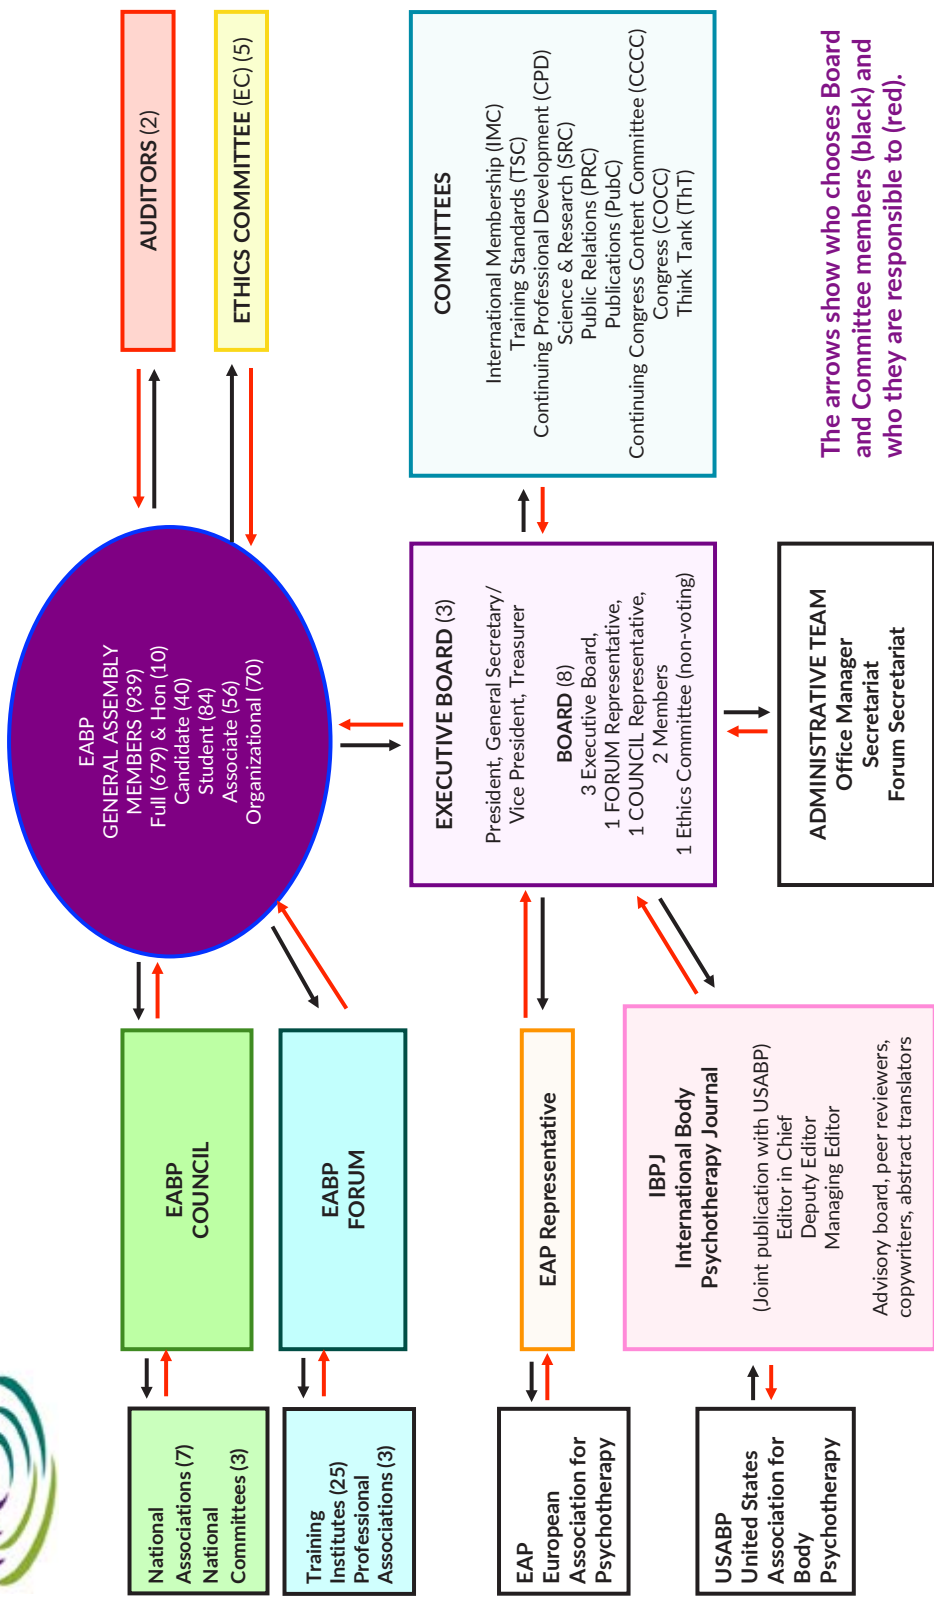 National
Associations (7)
National
Committees (3)
EABP
COUNCIL
EABP
GENERAL ASSEMBLY
MEMBERS (939)
Full (679) & Hon (10)
Candidate (40)
Student (84)
Associate (56)
Organizational (70)
AUDITORS (2)
ETHICS COMMITTEE (EC) (5)
Training
Institutes (25)
Professional
Associations (3)
EABP
FORUM
EAP
European
Association for
Psychotherapy
EAP Representative
EXECUTIVE BOARD (3)
President, General Secretary/
Vice President, Treasurer
BOARD (8)
3 Executive Board,
1 FORUM Representative,
1 COUNCIL Representative,
2 Members
1 Ethics Committee (non-voting)
COMMITTEES
International Membership (IMC)
Training Standards (TSC)
Continuing Professional Development (CPD)
Science & Research (SRC)
Public Relations (PRC)
Publications (PubC)
Continuing Congress Content Committee (CCCC)
Congress (COCC)
Think Tank (ThT)
USABP
United States
Association for
Body
Psychotherapy
IBPJ
International Body
Psychotherapy Journal
(Joint publication with USABP)
Editor in Chief
Deputy Editor
Managing Editor
Advisory board, peer reviewers,
copywriters, abstract translators
ADMINISTRATIVE TEAM
Office Manager
Secretariat
Forum Secretariat
The arrows show who chooses Board
and Committee members (black) and
who they are responsible to (red).